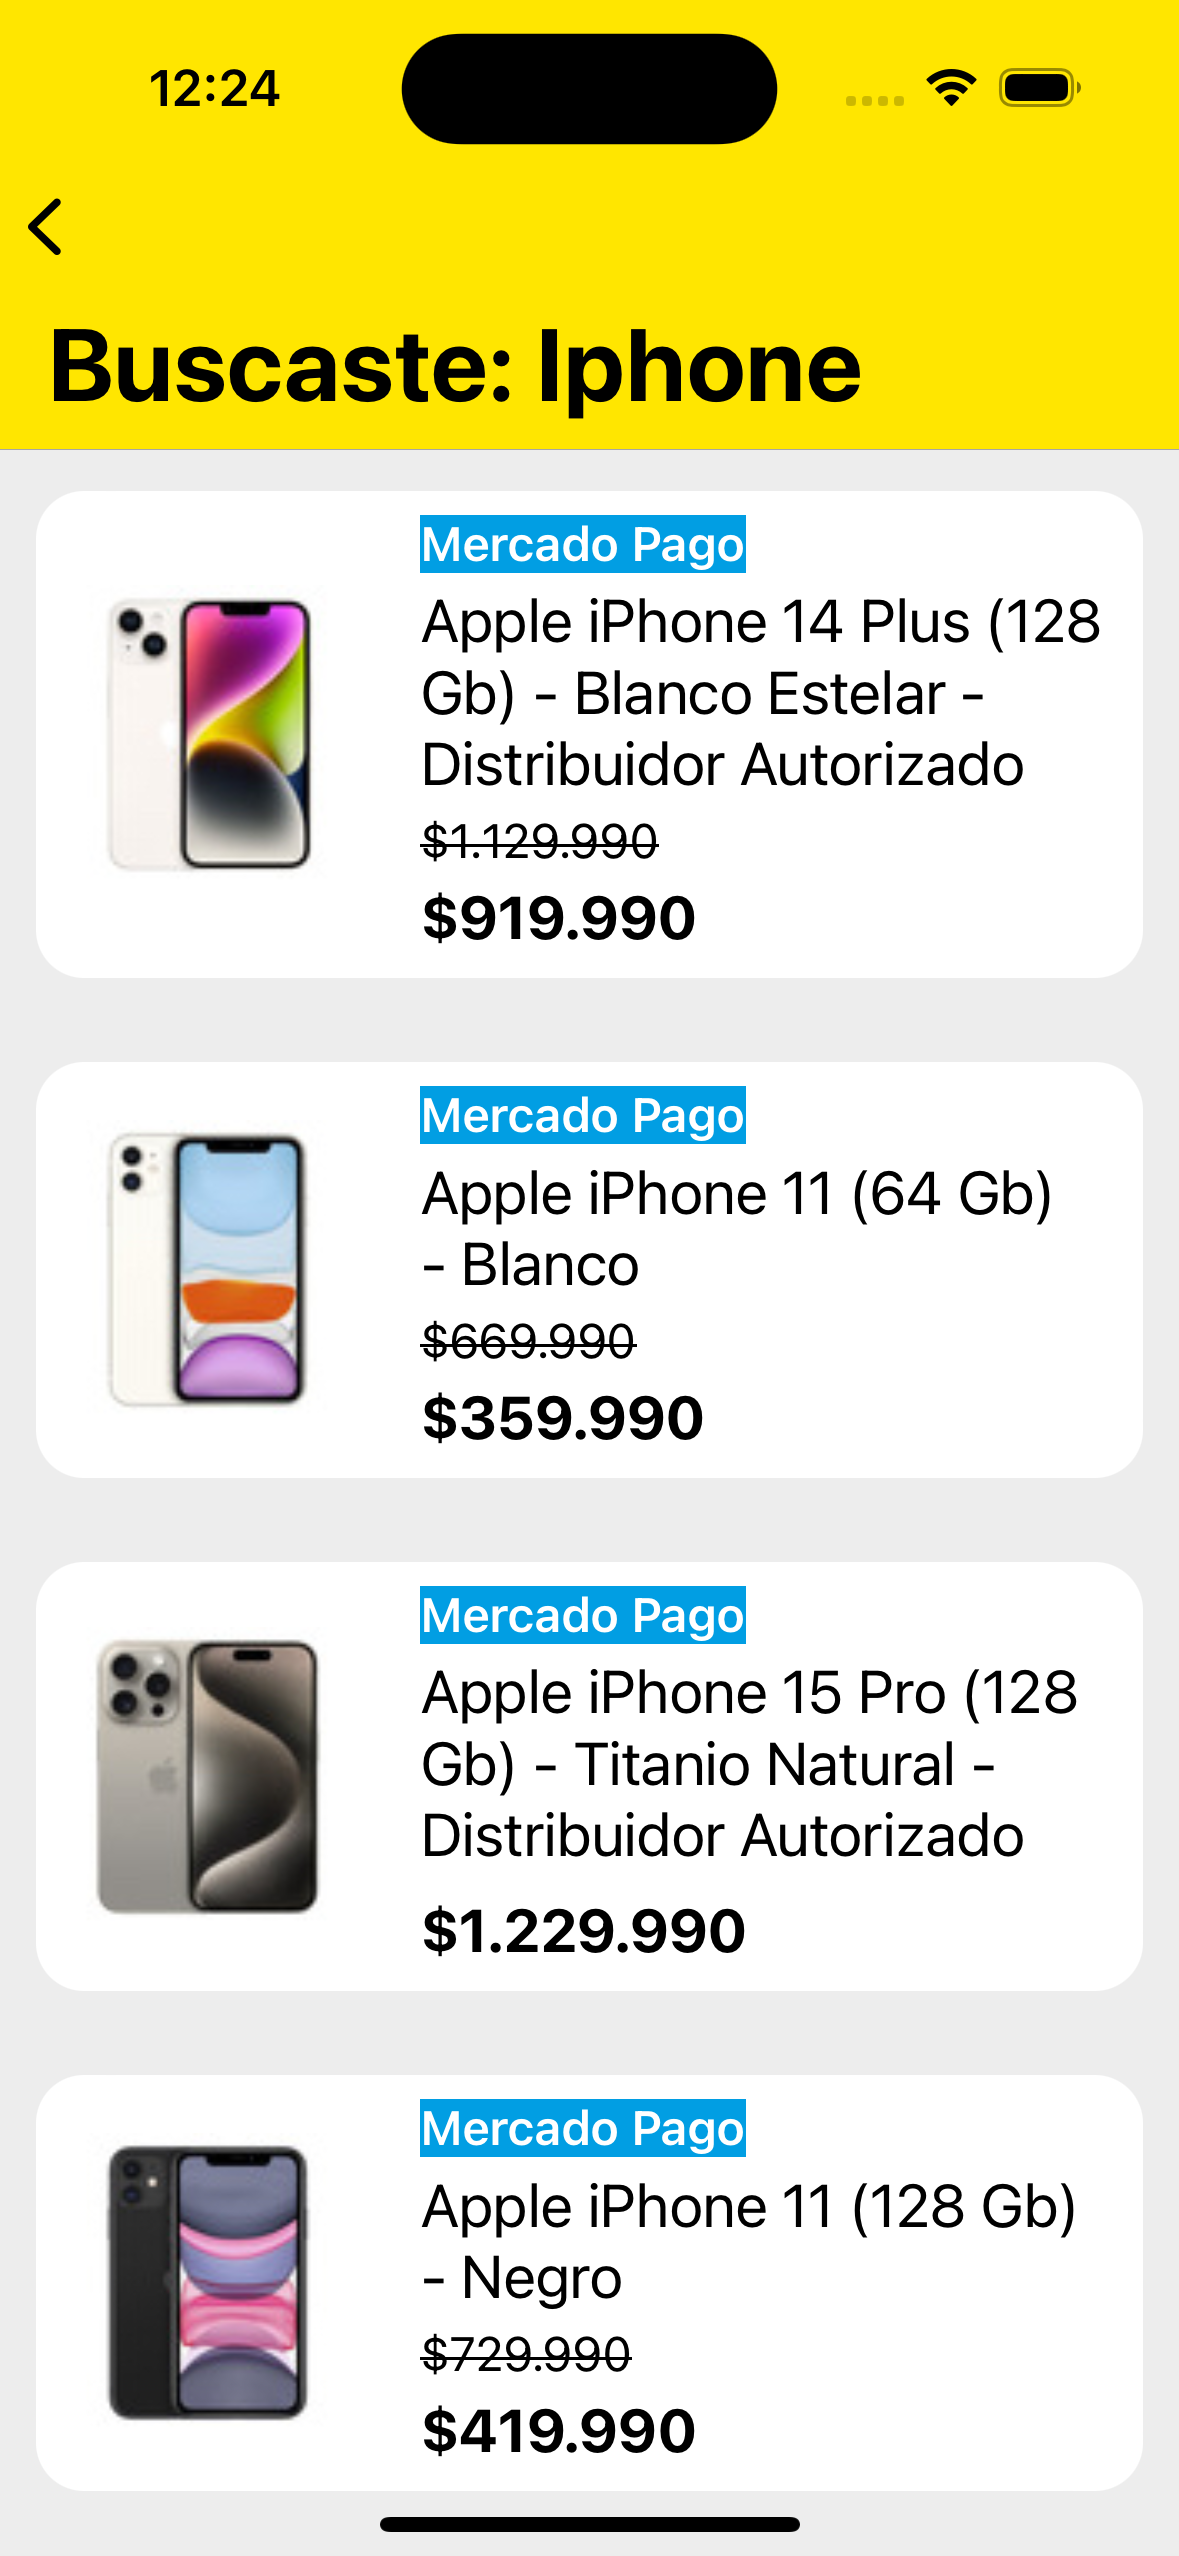 12:24
Buscaste: Iphone
Mercado Pago
Apple iPhone 14 Plus (128
Gb) - Blanco Estelar -
Distribuidor Autorizado
$1.129.990
$919.990
Mercado Pago
Apple iPhone 11 (64 Gb)
- Blanco
$669.990
$359.990
Mercado Pago
Apple iPhone 15 Pro (128
Gb) - Titanio Natural -
Distribuidor Autorizado
$1.229.990
Mercado Pago
Apple iPhone 11 (128 Gb)
- Negro
$729.990
$419.990